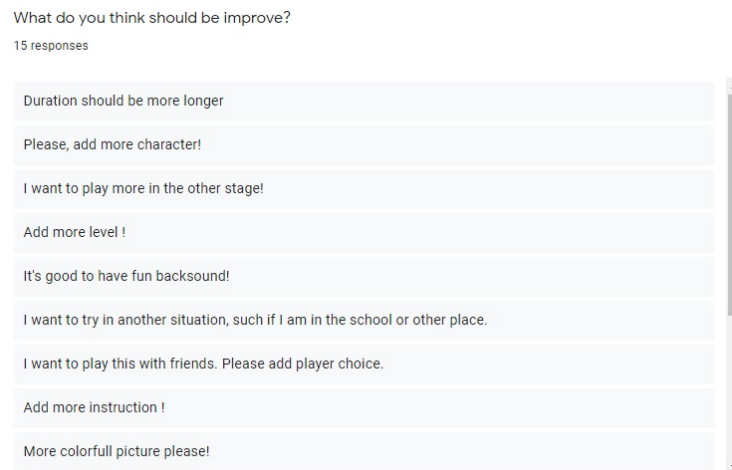 What do you think should be improve?
15 responses
Duration should be more longer
Please, add more character!
I want to play more in the other stage!
Add more level !
It's good to have fun backsound!
I want to try in another situation, such if I am in the school or other place.
I want to play this with friends. Please add player choice.
Add more instruction !
More colorfull picture please!